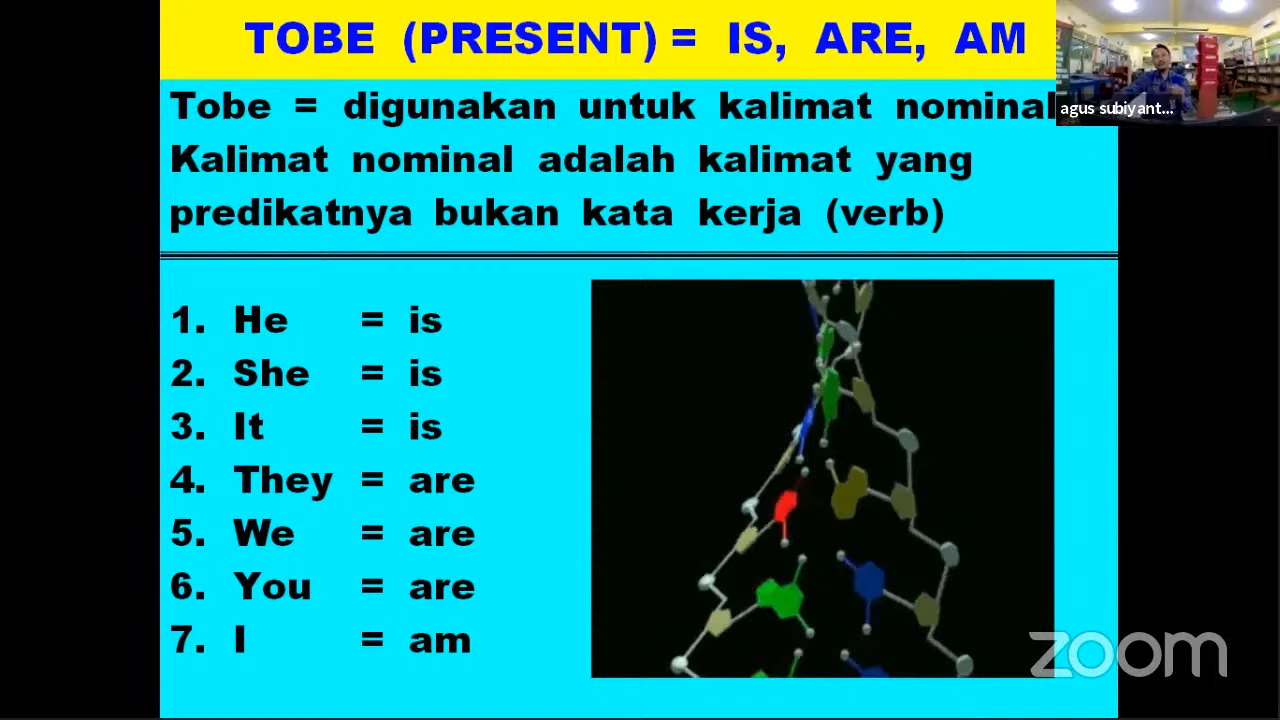 TOBE (PRESENT) = IS, ARE, AM
agus subiyant...
Tobe = digunakan untuk kalimat nominal
Kalimat nominal adalah kalimat yang
predikatnya bukan kata kerja (verb)
1. He = is
2. She = is
3. It = is
4. They = are
5. We = are
6. You = are
7. I = am
zoom